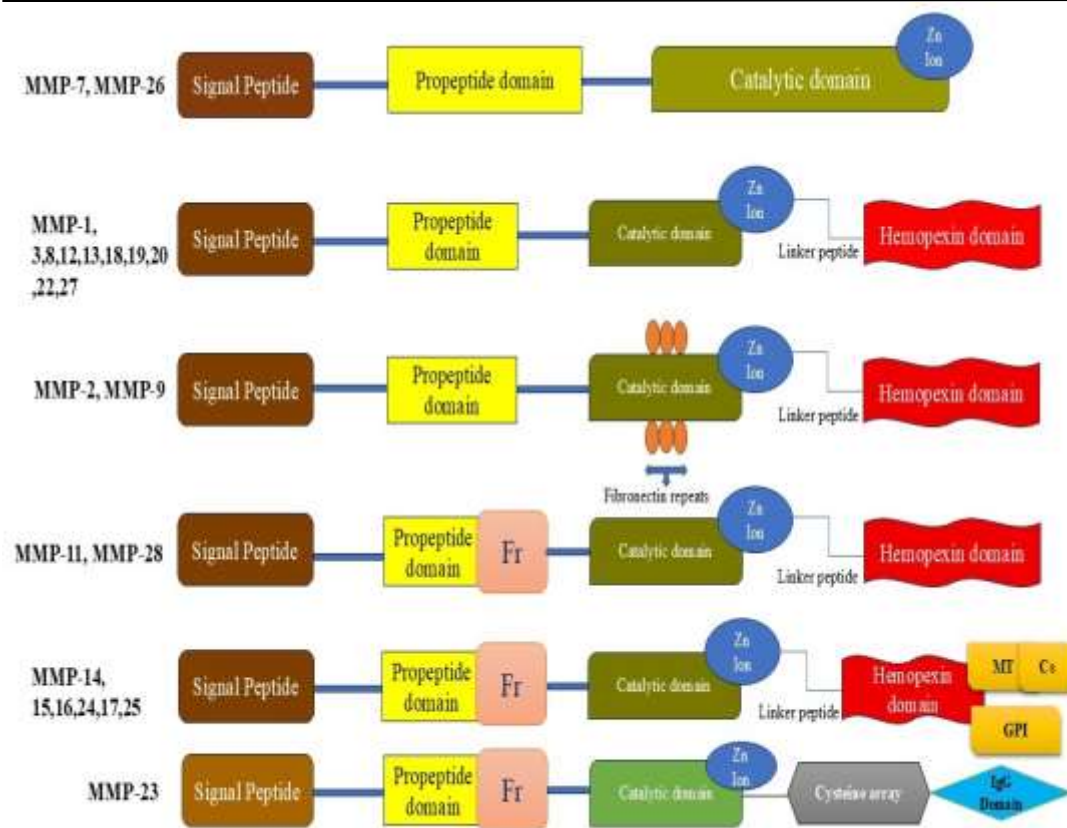 MMP-7, MMP-26
Signal Peptide
Propeptide domain
Catalytic domain
Zn
Ion
MMP-1,
3,8,12,13,18,19,20
,22,27
Signal Peptide
Propeptide
domain
Catalytic domain
Zn
Ion
Linker peptide
Hemopexin domain
MMP-2, MMP-9
Signal Peptide
Propeptide
domain
Catalytic domain
Zn
Ion
Linker peptide
Hemopexin domain
Fibronectin repeats
MMP-11, MMP-28
Signal Peptide
Propeptide
domain
Fr
Catalytic domain
Zn
Ion
Linker peptide
Hemopexin domain
MMP-14,
15,16,24,17,25
Signal Peptide
Propeptide
domain
Fr
Catalytic domain
Zn
Ion
Linker peptide
Hemopexin
domain
MT
Cs
GPI
MMP-23
Signal Peptide
Propeptide
domain
Fr
Catalytic domain
Zn
Ion
Cysteine array
IgG
Domain